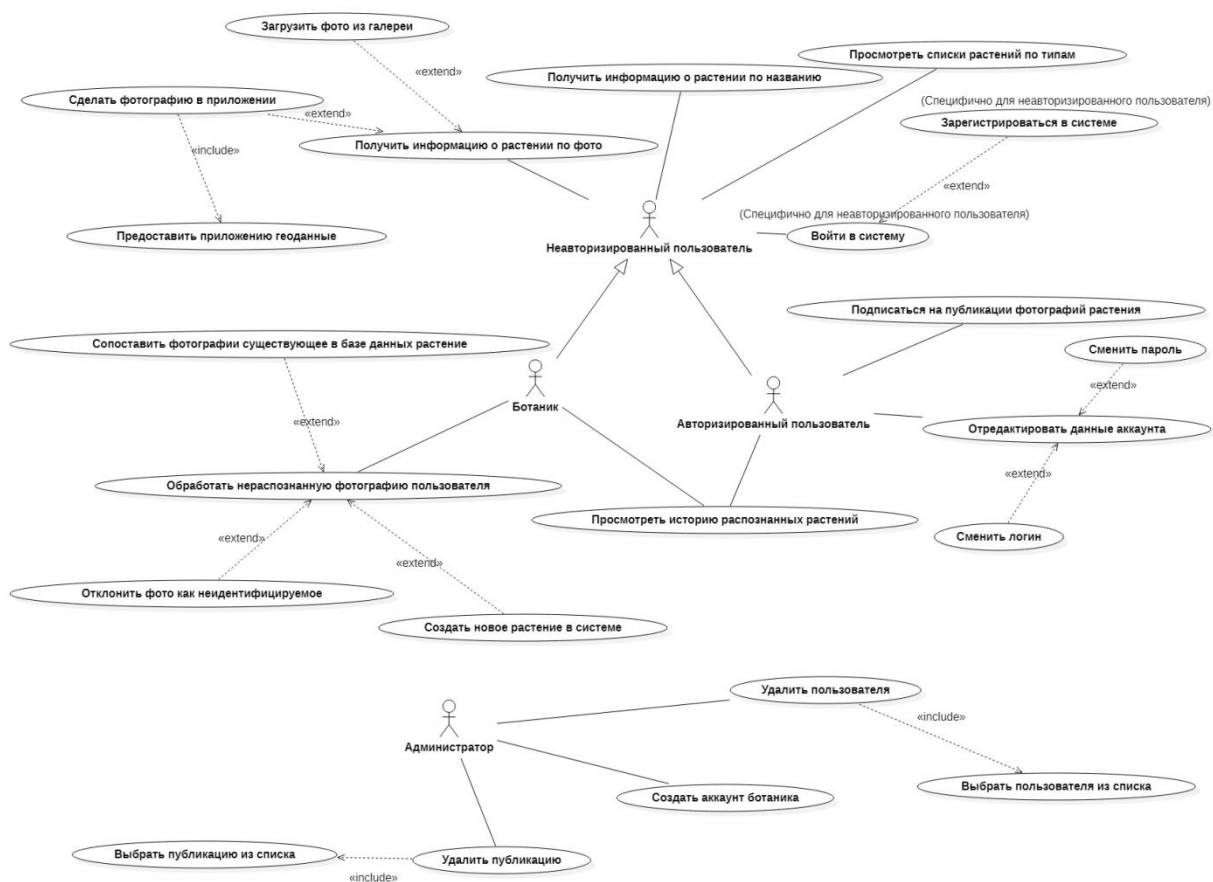 Загрузить фото из галереи
Просмотреть списки растений по типам
«extend»
Получить информацию о растении по названию
Сделать фотографию в приложении
(Специфично для неавторизированного пользователя)
«extend»
Зарегистрироваться в системе
Получить информацию о растении по фото
«include»
«extend»
(Специфично для неавторизированного пользователя)
Предоставить приложению геоданные
Войти в систему
Неавторизированный пользователь
Подписаться на публикации фотографий растения
Сопоставить фотографии существующее в базе данных растение
Сменить пароль
«extend»
Ботаник
«extend»
Авторизированный пользователь
Отредактировать данные аккаунта
«extend»
Обработать нераспознанную фотографию пользователя
Просмотреть историю распознанных растений
Сменить логин
«extend»
«extend»
Отклонить фото как неидентифицируемое
Создать новое растение в системе
Удалить пользователя
«include»
Администратор
Выбрать пользователя из списка
Создать аккаунт ботаника
Выбрать публикацию из списка
Удалить публикацию
«include»